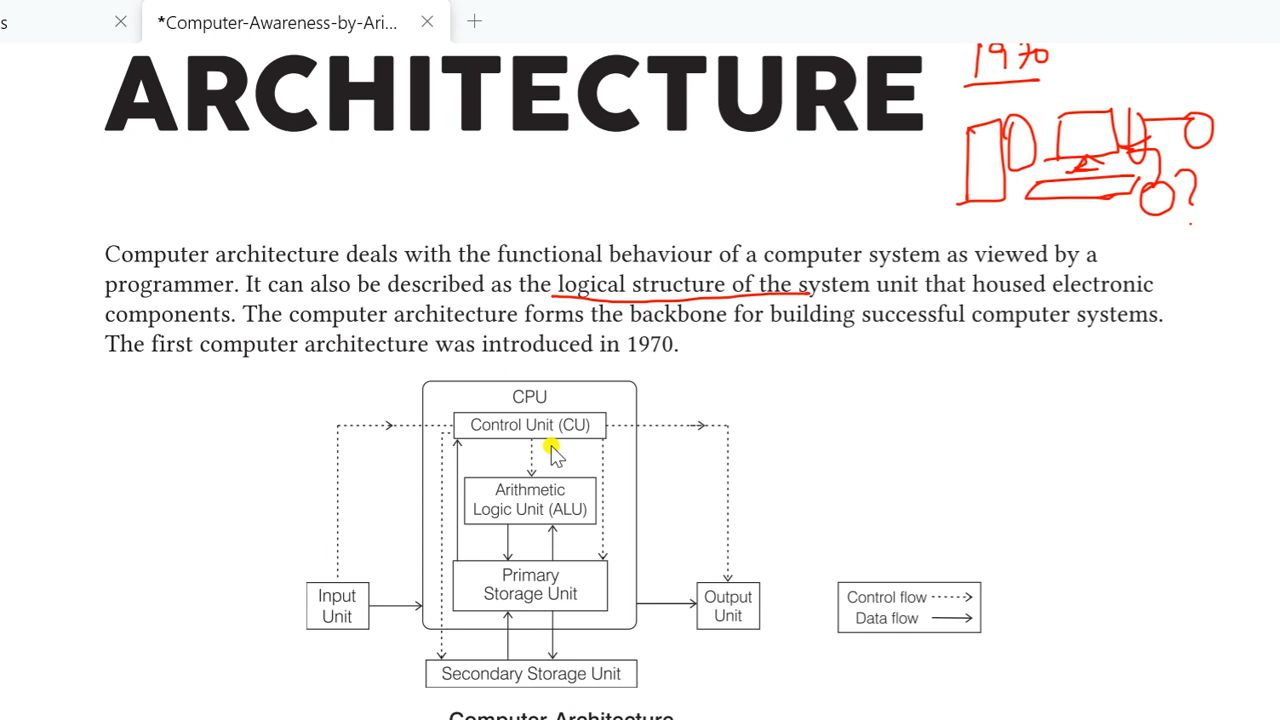 s
*Computer-Awareness-by-Ari...
1970
ARCHITECTURE
?
Computer architecture deals with the functional behaviour of a computer system as viewed by a
programmer. It can also be described as the logical structure of the system unit that housed electronic
components. The computer architecture forms the backbone for building successful computer systems.
The first computer architecture was introduced in 1970.
CPU
Control Unit (CU)
Arithmetic
Logic Unit (ALU)
Primary
Storage Unit
Input
Unit
Output
Unit
Control flow
Data flow
Secondary Storage Unit
Computer Architecture